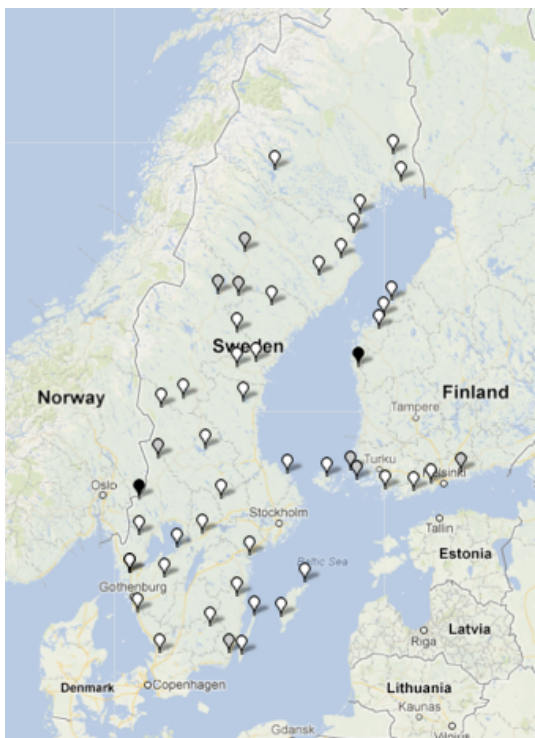 Sweden
Norway
Finland
Tampere
Turku
Helsinki
Oslo
Stockholm
Tallin
Baltic Sea
Estonia
Gothenburg
Latvia
Riga
Denmark
Copenhagen
Lithuania
Kaunas
Vilnius
Gdansk